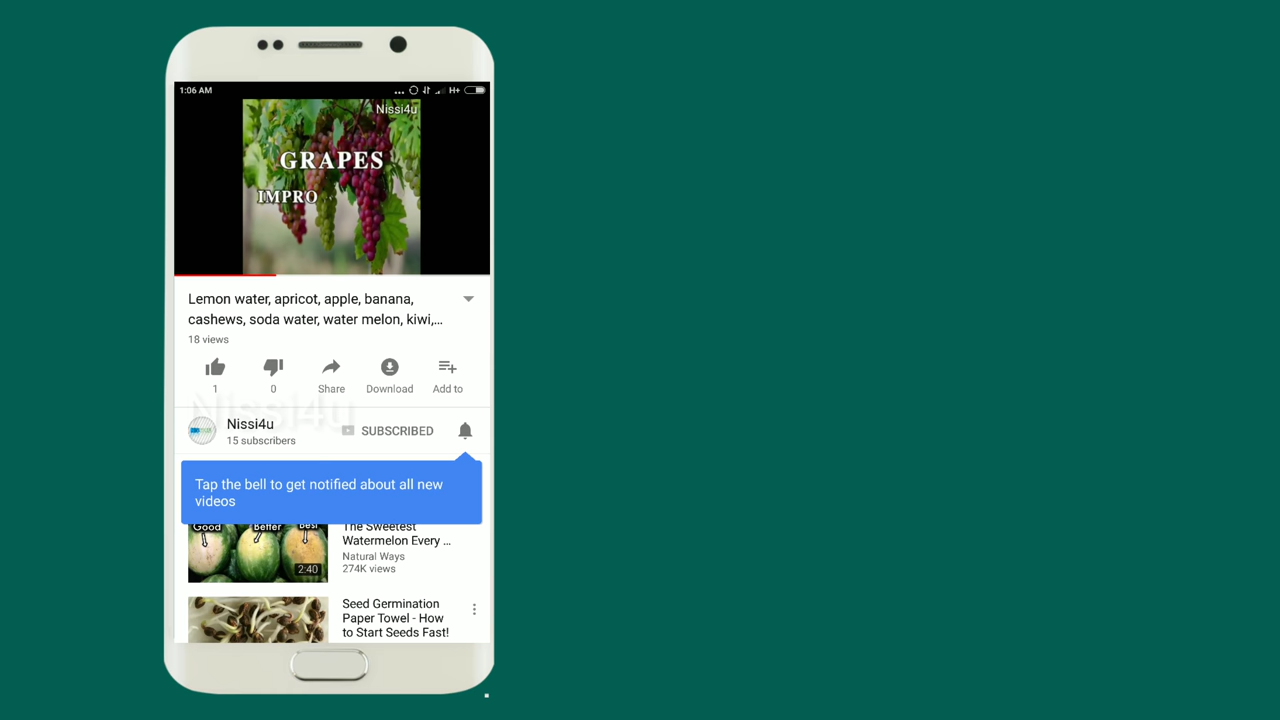 1:06 AM
H+
Nissi4u
GRAPES
IMPRO
Lemon water, apricot, apple, banana,
cashews, soda water, water melon, kiwi,...
18 views
1
0
Share
Download
Add to
Nissi4u
Nissi4u
15 subscribers
SUBSCRIBED
Tap the bell to get notified about all new
videos
Good
Better
Best
2:40
The Sweetest
Watermelon Every ...
Natural Ways
274K views
Seed Germination
Paper Towel - How
to Start Seeds Fast!